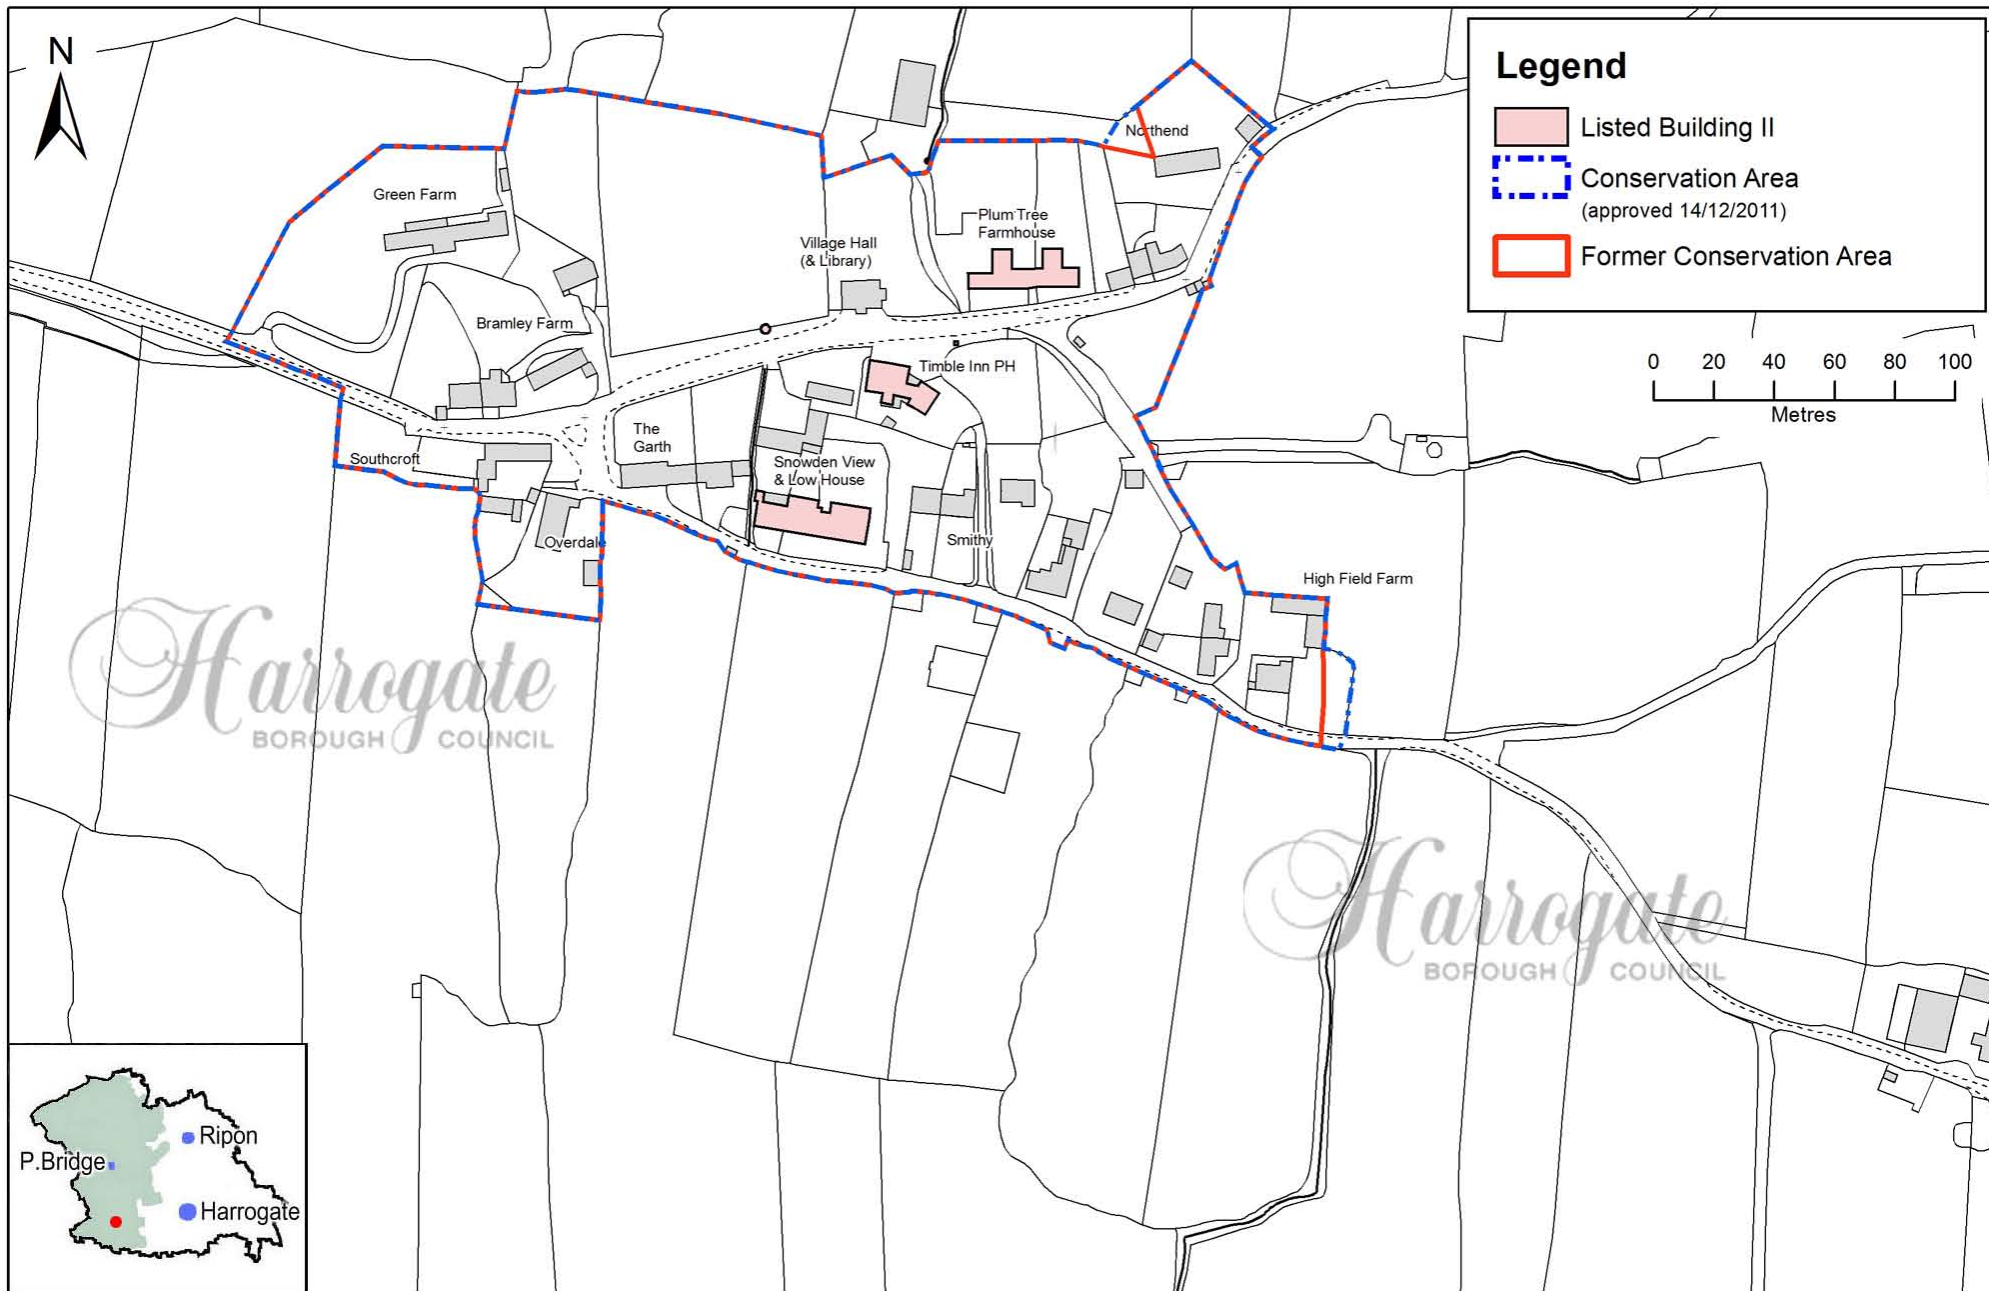 N
Legend
Listed Building II
Conservation Area
(approved 14/12/2011)
Former Conservation Area
0 20 40 60 80 100
Metres
Northend
Green Farm
Plum Tree
Farmhouse
Village Hall
(& Library)
Bramley Farm
Timble Inn PH
The
Garth
Southcroft
Snowden View
& Low House
Overdale
Smithy
High Field Farm
Harrogate
BOROUGH COUNCIL
Harrogate
BOROUGH COUNCIL
Ripon
P.Bridge
Harrogate